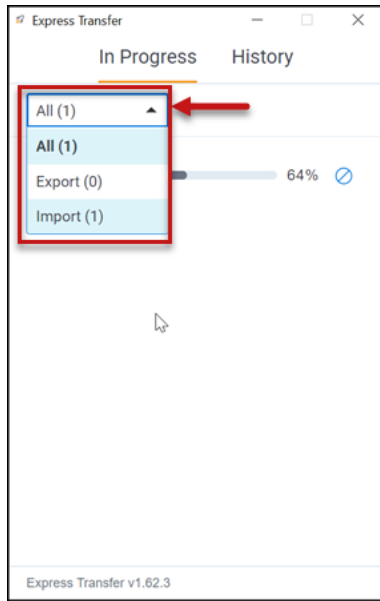 Express Transfer
In Progress History
All (1)
All (1)
Export (0)
64%
Import (1)
Express Transfer v1.62.3